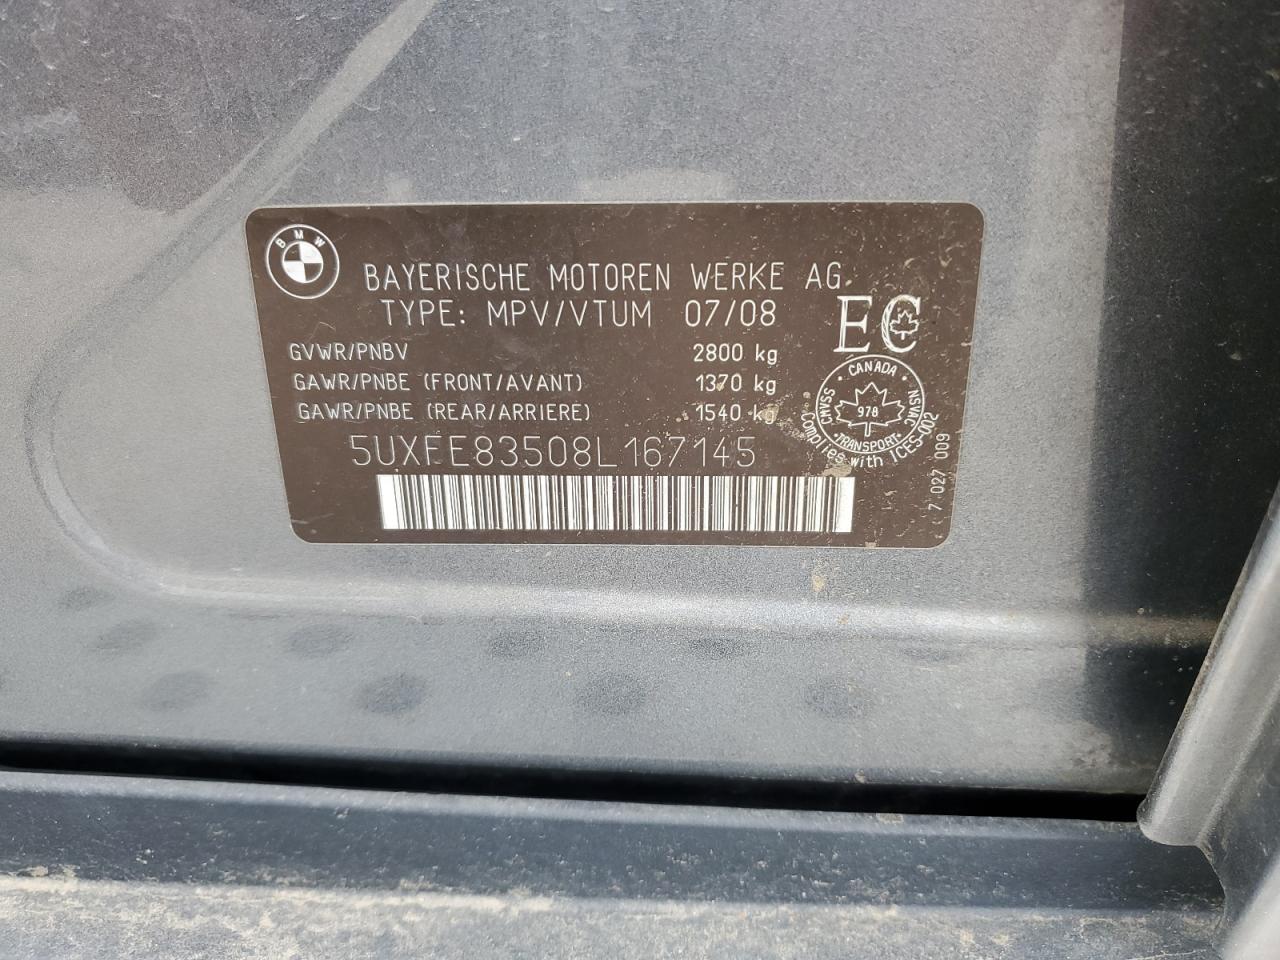 BMW
BAYERISCHE MOTOREN WERKE AG
TYPE: MPV/VTUM 07/08
EC
GVWR/PNBV 2800 kg
GAWR/PNBE (FRONT/AVANT) 1370 kg
GAWR/PNBE (REAR/ARRIERE) 1540 kg
5UXFE83508L167145
CANADA
NSVAC
TRANSPORT
CMVSS
978
Complies with ICES-002
7 027 009